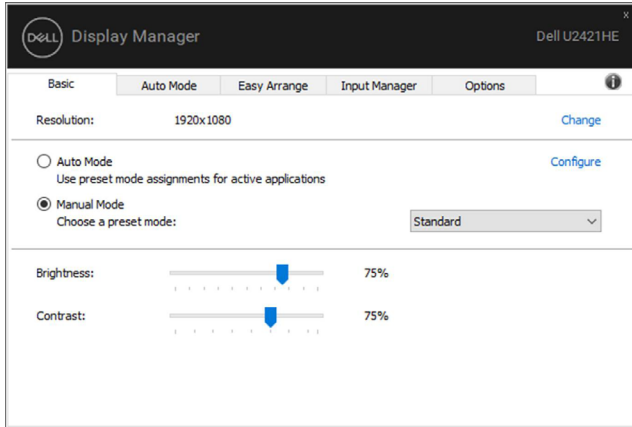 DELL Display Manager
x
Dell U2421HE
Basic Auto Mode Easy Arrange Input Manager Options i
Resolution: 1920x1080 Change
Auto Mode Configure
Use preset mode assignments for active applications
Manual Mode
Choose a preset mode: Standard
Brightness: 75%
Contrast: 75%